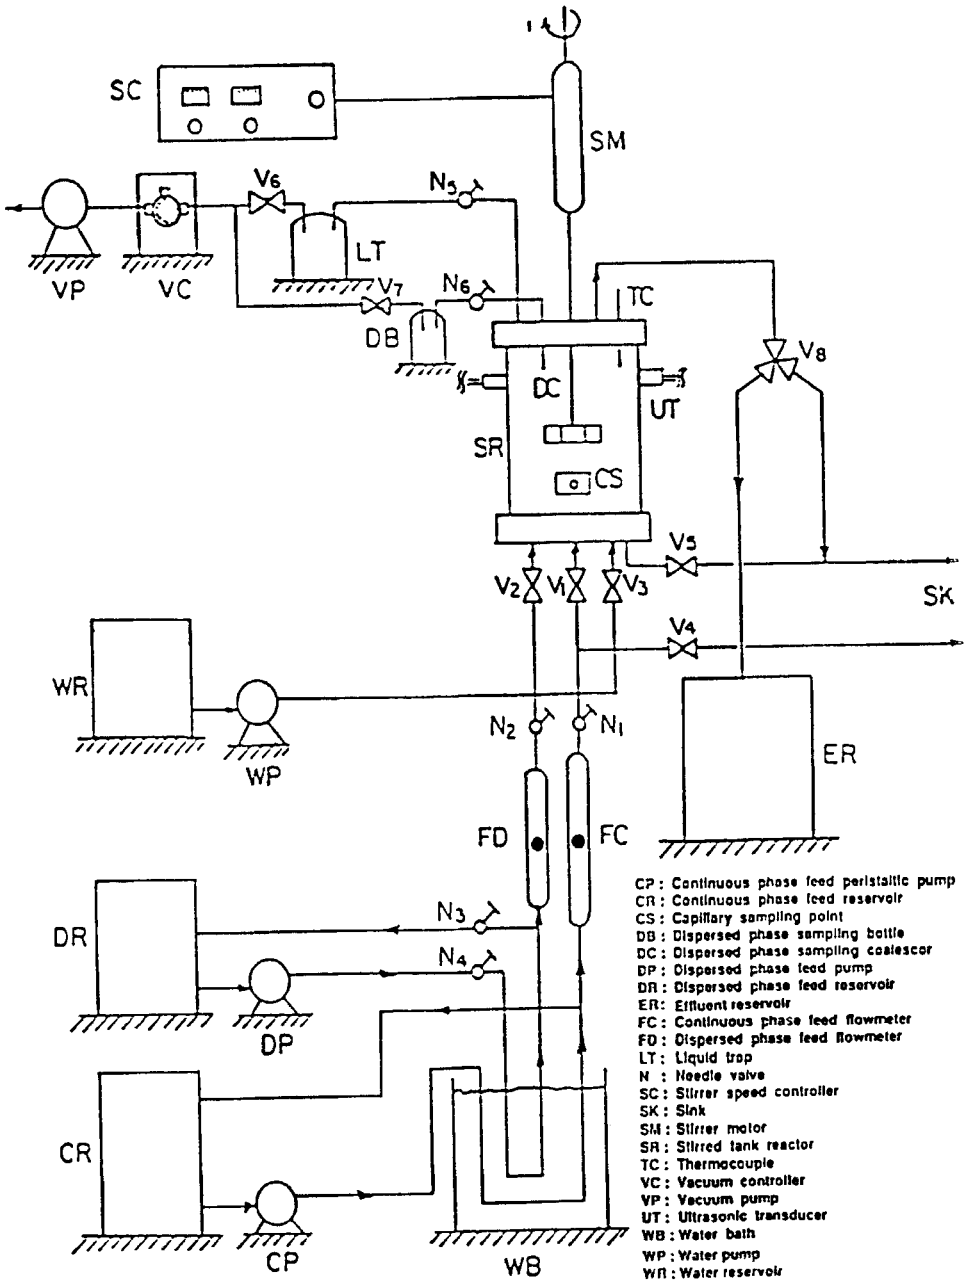 SC
SM
V6
N5
LT
VP
VC
V7
N6
TC
DB
V8
DC
UT
SR
CS
V5
V2
V1
V3
SK
V4
WR
N2
N1
WP
ER
FD
FC
N3
DR
N4
DP
CR
CP
WB
CP : Continuous phase feed peristaltic pump
CR : Continuous phase feed reservoir
CS : Capillary sampling point
DB : Dispersed phase sampling bottle
DC : Dispersed phase sampling coalescor
DP : Dispersed phase feed pump
DR : Dispersed phase feed reservoir
ER : Effluent reservoir
FC : Continuous phase feed flowmeter
FD : Dispersed phase feed flowmeter
LT : Liquid trap
N : Needle valve
SC : Stirrer speed controller
SK : Sink
SM : Stirrer motor
SR : Stirred tank reactor
TC : Thermocouple
VC : Vacuum controller
VP : Vacuum pump
UT : Ultrasonic transducer
WB : Water bath
WP : Water pump
WR : Water reservoir